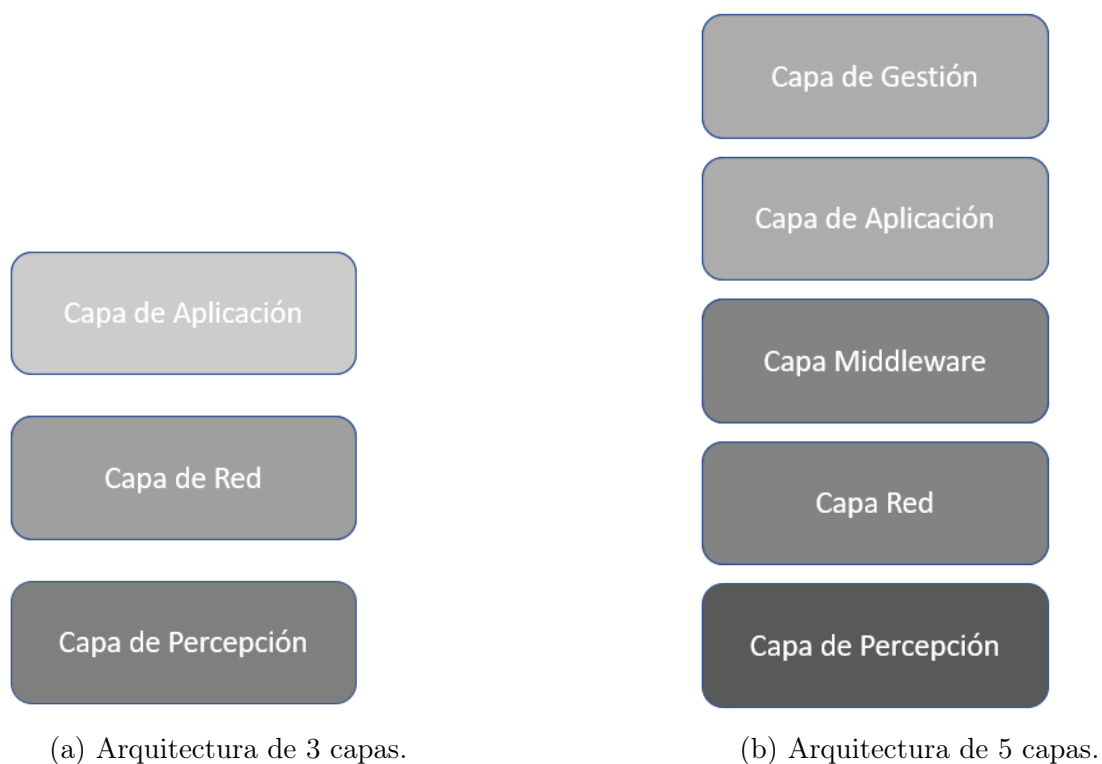 Capa de Aplicación
Capa de Red
Capa de Percepción
(a) Arquitectura de 3 capas.
Capa de Gestión
Capa de Aplicación
Capa Middleware
Capa Red
Capa de Percepción
(b) Arquitectura de 5 capas.